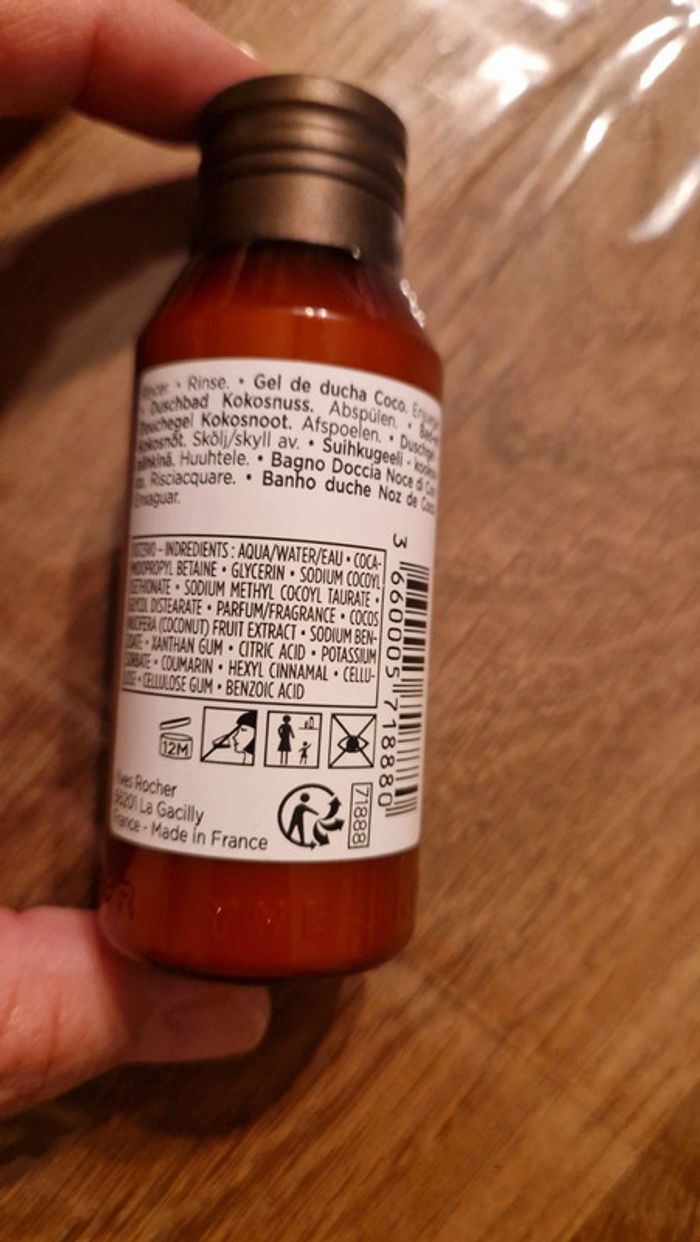 • Rinse. • Gel de ducha Coco.
Duschbad Kokosnuss. Abspülen. •
Kokosnoot. Afspoelen. •
Skölj/skyll av. • Suihkugeeli -
Huuhtele. • Bagno Doccia Noce di
Risciacquare. • Banho duche Noz de
Enxaguar.
– INGREDIENTS : AQUA/WATER/EAU • COCA-
MIDOPROPYL BETAINE • GLYCERIN • SODIUM COCOYL
ISETHIONATE • SODIUM METHYL COCOYL TAURATE •
GLYCOL DISTEARATE • PARFUM/FRAGRANCE • COCOS
NUCIFERA (COCONUT) FRUIT EXTRACT • SODIUM BEN-
ZOATE • XANTHAN GUM • CITRIC ACID • POTASSIUM
SORBATE • COUMARIN • HEXYL CINNAMAL • CELLU-
LOSE • CELLULOSE GUM • BENZOIC ACID
3 660005 718880
12M
Yves Rocher
56201 La Gacilly
France - Made in France
71888
YVES